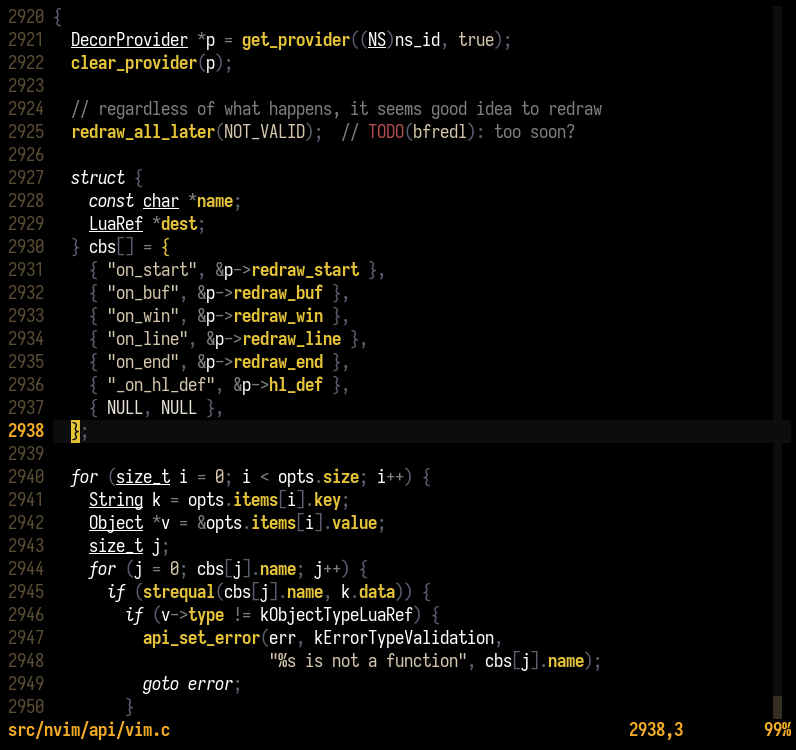 2920 {
2921   DecorProvider *p = get_provider((NS)ns_id, true);
2922   clear_provider(p);
2923
2924   // regardless of what happens, it seems good idea to redraw
2925   redraw_all_later(NOT_VALID);  // TODO(bfredl): too soon?
2926
2927   struct {
2928     const char *name;
2929     LuaRef *dest;
2930   } cbs[] = {
2931     { "on_start", &p->redraw_start },
2932     { "on_buf", &p->redraw_buf },
2933     { "on_win", &p->redraw_win },
2934     { "on_line", &p->redraw_line },
2935     { "on_end", &p->redraw_end },
2936     { "_on_hl_def", &p->hl_def },
2937     { NULL, NULL },
2938   };
2939
2940   for (size_t i = 0; i < opts.size; i++) {
2941     String k = opts.items[i].key;
2942     Object *v = &opts.items[i].value;
2943     size_t j;
2944     for (j = 0; cbs[j].name; j++) {
2945       if (strequal(cbs[j].name, k.data)) {
2946         if (v->type != kObjectTypeLuaRef) {
2947           api_set_error(err, kErrorTypeValidation,
2948                         "%s is not a function", cbs[j].name);
2949           goto error;
2950         }
src/nvim/api/vim.c 2938,3 99%